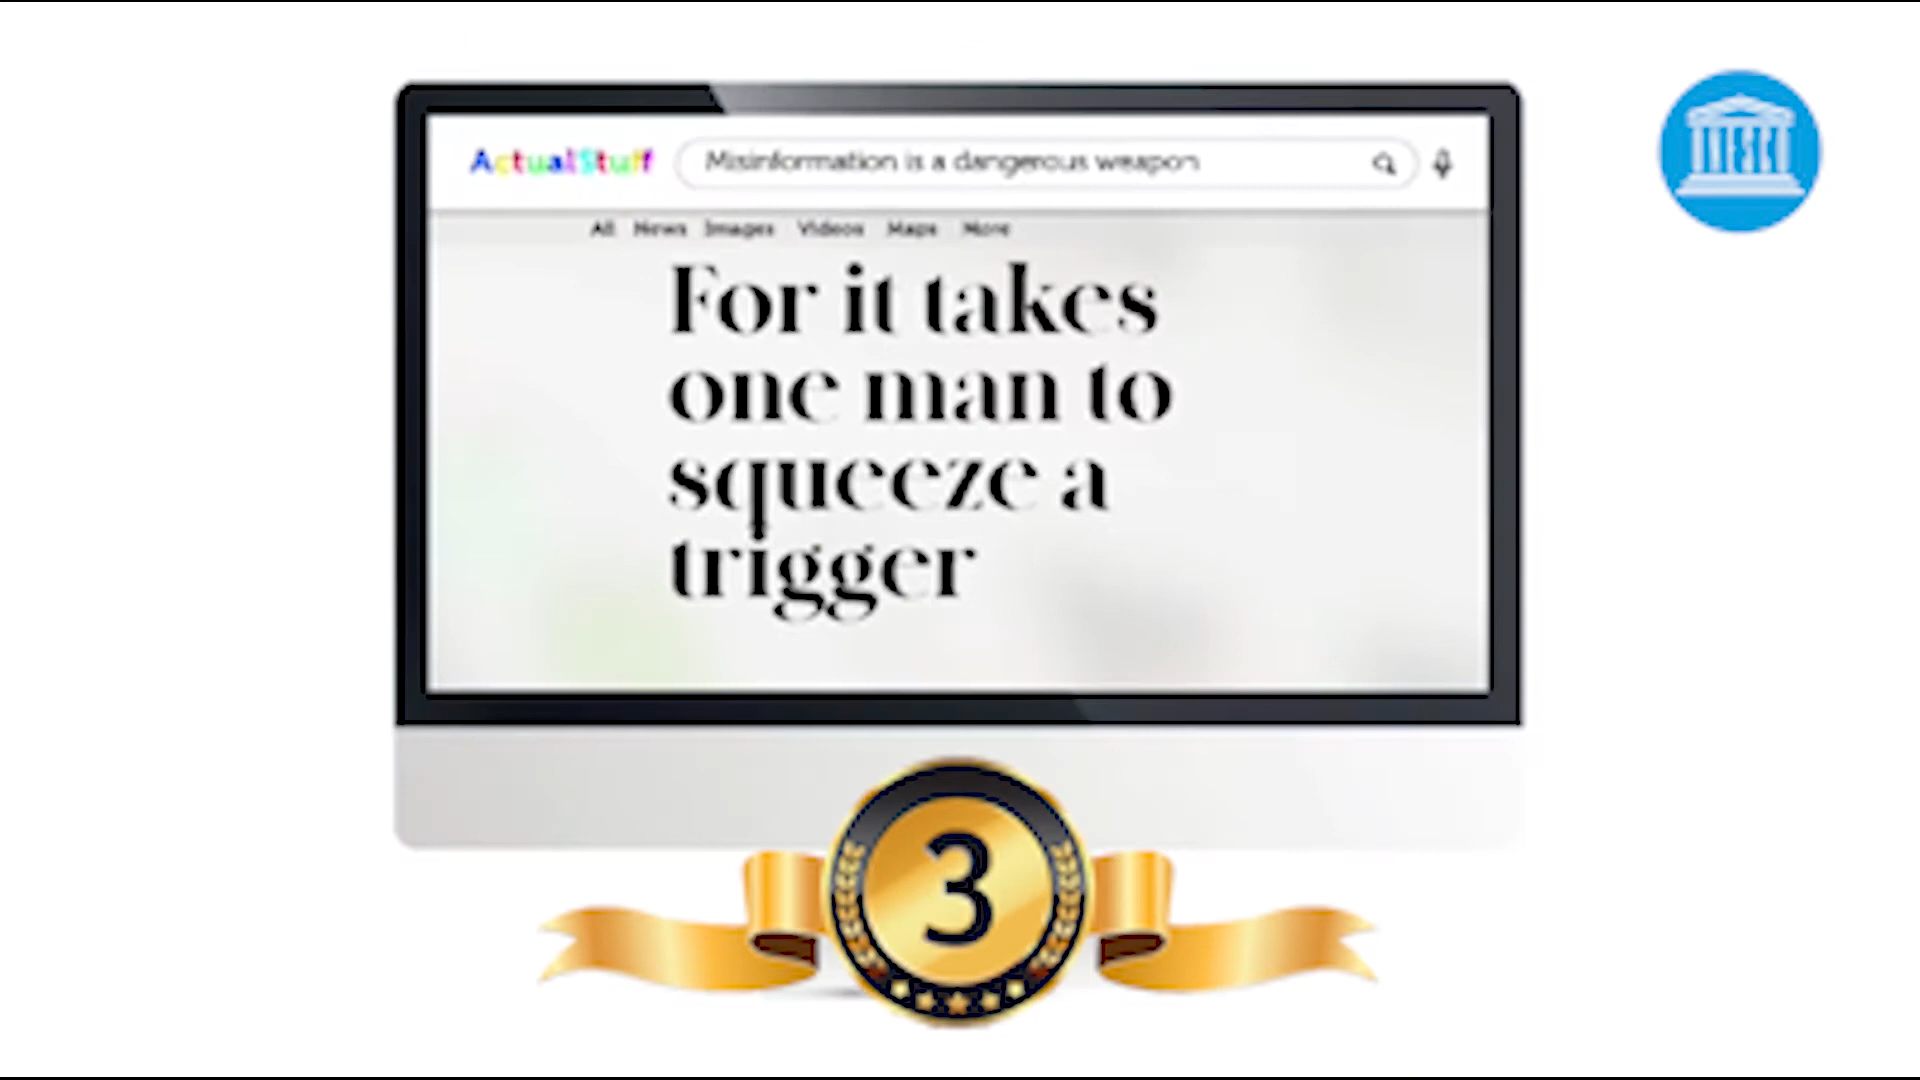 ActualStuff Misinformation is a dangerous weapon
All News Images Videos Maps More
For it takes
one man to
squeeze a
trigger
3
UNESCO